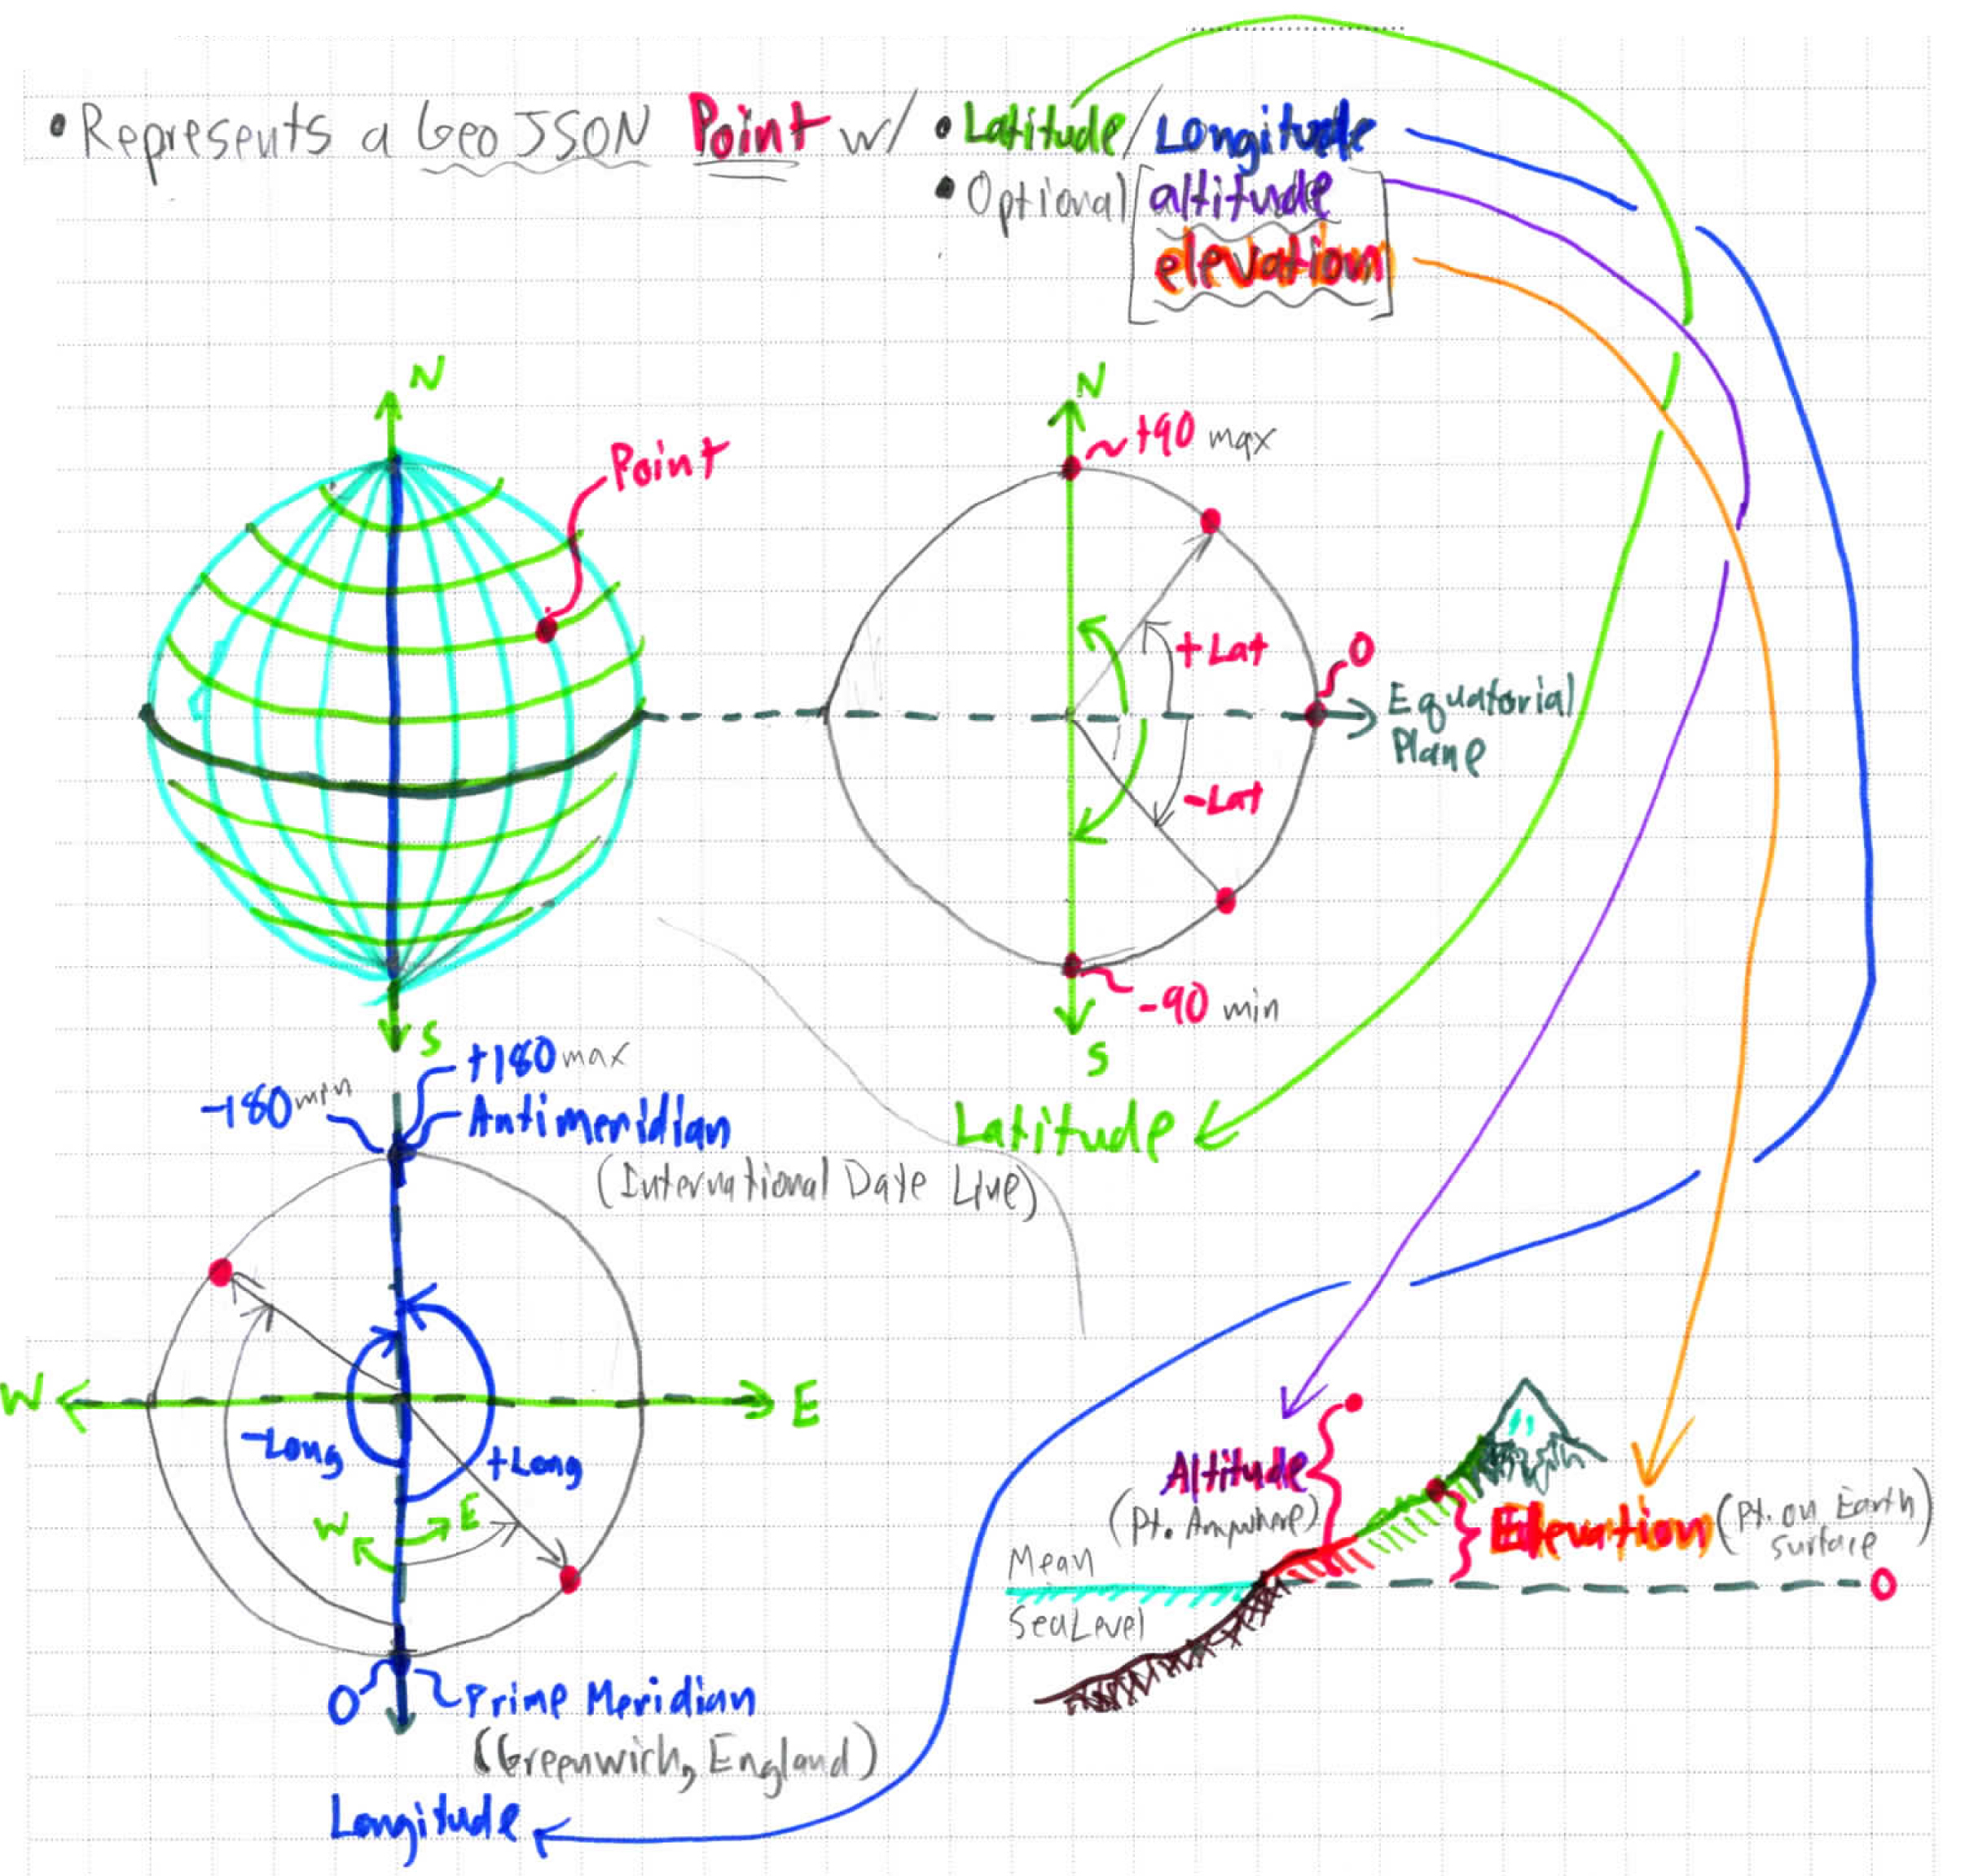 • Represents a GeoJSON Point w/ • Latitude/Longitude
• Optional [altitude
elevation]
N
Point
S
N
~ +90 max
+Lat
0
Equatorial
Plane
-Lat
-90 min
S
Latitude
+180 max
-180 min
Antimeridian
(International Date Line)
W
E
-Long
+Long
W
E
0
Prime Meridian
(Greenwich, England)
Longitude
Altitude
(Pt. Anywhere)
Elevation (Pt. on Earth
Surface)
Mean
Sea Level
0